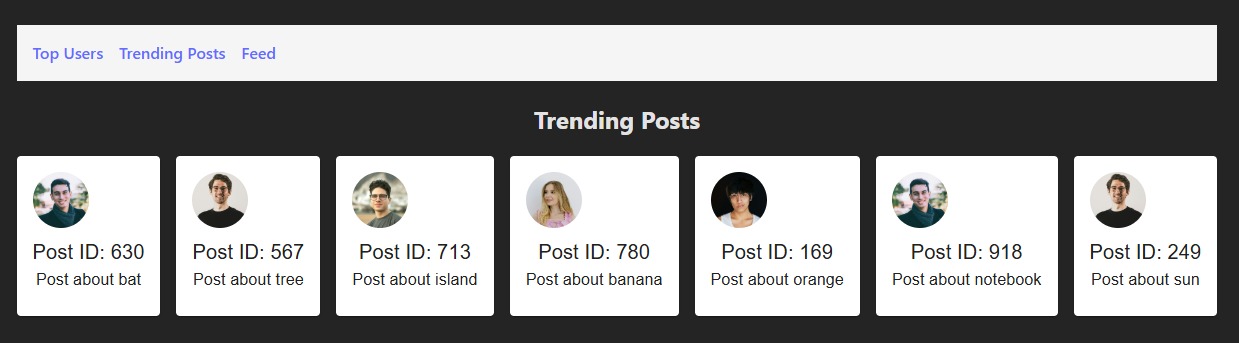 Top Users Trending Posts Feed
Trending Posts
Post ID: 630
Post about bat
Post ID: 567
Post about tree
Post ID: 713
Post about island
Post ID: 780
Post about banana
Post ID: 169
Post about orange
Post ID: 918
Post about notebook
Post ID: 249
Post about sun